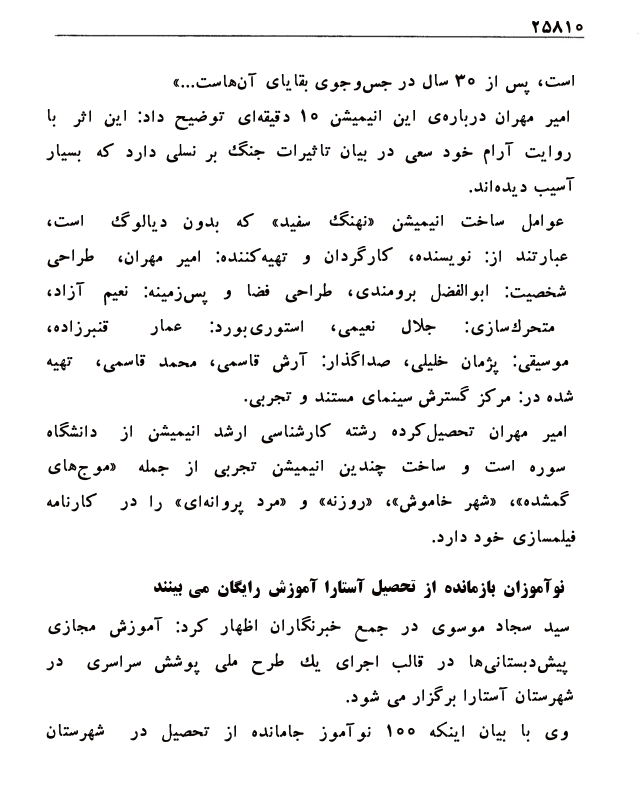 ۲۵۸۱۰
است، پس از ۳۰ سال در جس‌وجوی بقایای آن‌هاست...»
امیر مهران درباره‌ی این انیمیشن ۱۰ دقیقه‌ای توضیح داد: این اثر با
روایت آرام خود سعی در بیان تاثیرات جنگ بر نسلی دارد که بسیار
آسیب دیده‌اند.
عوامل ساخت انیمیشن «نهنگ سفید» که بدون دیالوگ است،
عبارتند از: نویسنده، کارگردان و تهیه‌کننده: امیر مهران، طراحی
شخصیت: ابوالفضل برومندی، طراحی فضا و پس‌زمینه: نعیم آزاد،
متحرک‌سازی: جلال نعیمی، استوری‌بورد: عمار قنبرزاده،
موسیقی: پژمان خلیلی، صداگذار: آرش قاسمی، محمد قاسمی، تهیه
شده در: مرکز گسترش سینمای مستند و تجربی.
امیر مهران تحصیل‌کرده رشته کارشناسی ارشد انیمیشن از دانشگاه
سوره است و ساخت چندین انیمیشن تجربی از جمله «موج‌های
گمشده»، «شهر خاموش»، «روزنه» و «مرد پروانه‌ای» را در کارنامه
فیلمسازی خود دارد.
نوآموزان بازمانده از تحصیل آستارا آموزش رایگان می بینند
سید سجاد موسوی در جمع خبرنگاران اظهار کرد: آموزش مجازی
پیش‌دبستانی‌ها در قالب اجرای یك طرح ملی پوشش سراسری در
شهرستان آستارا برگزار می شود.
وی با بیان اینکه ۱۰۰ نوآموز جامانده از تحصیل در شهرستان